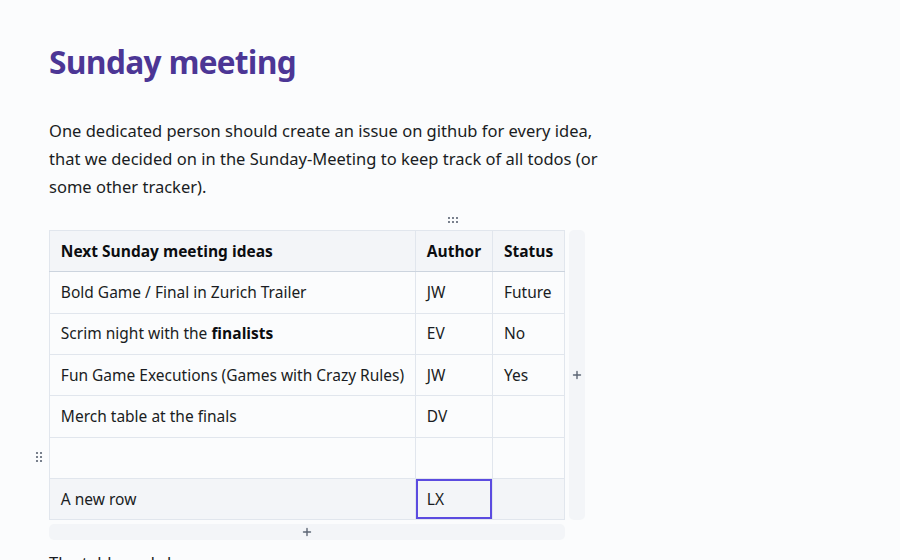 Sunday meeting
One dedicated person should create an issue on github for every idea,
that we decided on in the Sunday-Meeting to keep track of all todos (or
some other tracker).
Next Sunday meeting ideas Author Status
Bold Game / Final in Zurich Trailer JW Future
Scrim night with the finalists EV No
Fun Game Executions (Games with Crazy Rules) JW Yes
Merch table at the finals DV
A new row LX